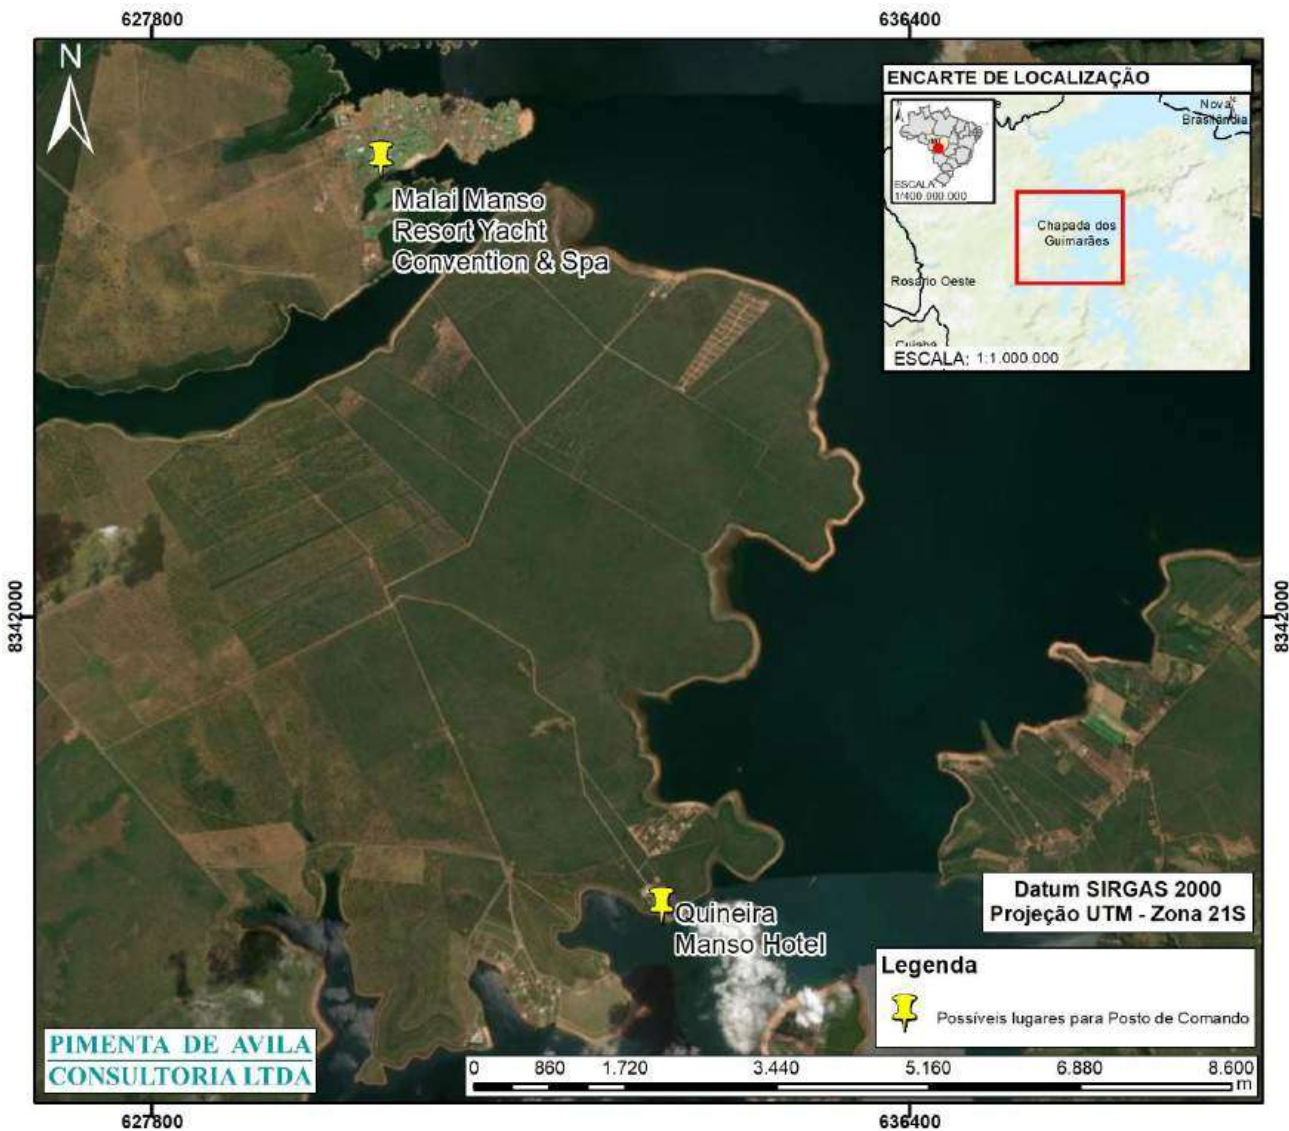 627800
636400
N
ENCARTE DE LOCALIZAÇÃO
Nova
Brasilândia
ESCALA:
1/400.000.000
Chapada dos
Guimarães
Rosário Oeste
Cuiabá
ESCALA: 1:1.000.000
Malai Manso
Resort Yacht
Convention & Spa
8342000
8342000
Quineira
Manso Hotel
Datum SIRGAS 2000
Projeção UTM - Zona 21S
Legenda
Possíveis lugares para Posto de Comando
PIMENTA DE AVILA
CONSULTORIA LTDA
0 860 1.720 3.440 5.160 6.880 8.600
m
627800
636400